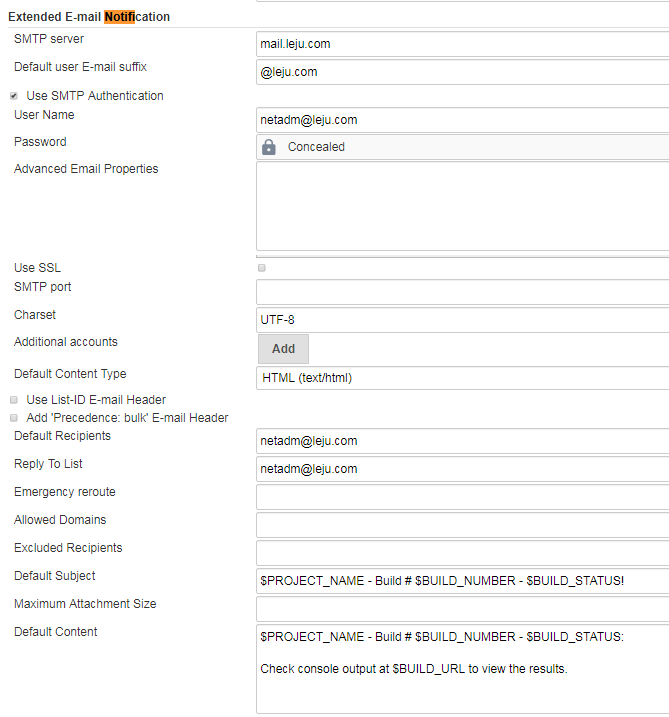 Extended E-mail Notification
SMTP server mail.leju.com
Default user E-mail suffix @leju.com
Use SMTP Authentication
User Name netadm@leju.com
Password Concealed
Advanced Email Properties
Use SSL
SMTP port
Charset UTF-8
Additional accounts Add
Default Content Type HTML (text/html)
Use List-ID E-mail Header
Add 'Precedence: bulk' E-mail Header
Default Recipients netadm@leju.com
Reply To List netadm@leju.com
Emergency reroute
Allowed Domains
Excluded Recipients
Default Subject $PROJECT_NAME - Build # $BUILD_NUMBER - $BUILD_STATUS!
Maximum Attachment Size
Default Content $PROJECT_NAME - Build # $BUILD_NUMBER - $BUILD_STATUS:
Check console output at $BUILD_URL to view the results.